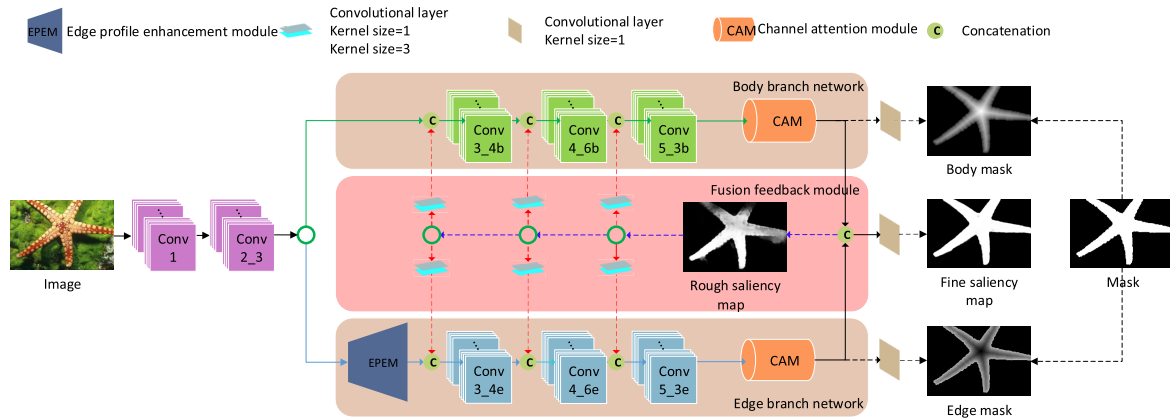 EPEM
Edge profile enhancement module
Convolutional layer
Kernel size=1
Kernel size=3
Convolutional layer
Kernel size=1
CAM
Channel attention module
C
Concatenation
Body branch network
C
Conv
3_4b
C
Conv
4_6b
C
Conv
5_3b
CAM
Body mask
Fusion feedback module
Image
Conv
1
Conv
2_3
Rough saliency
map
C
Fine saliency
map
Mask
EPEM
C
Conv
3_4e
C
Conv
4_6e
C
Conv
5_3e
CAM
Edge branch network
Edge mask